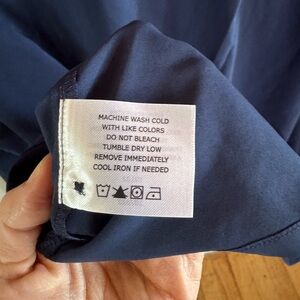 MACHINE WASH COLD
WITH LIKE COLORS
DO NOT BLEACH
TUMBLE DRY LOW
REMOVE IMMEDIATELY
COOL IRON IF NEEDED